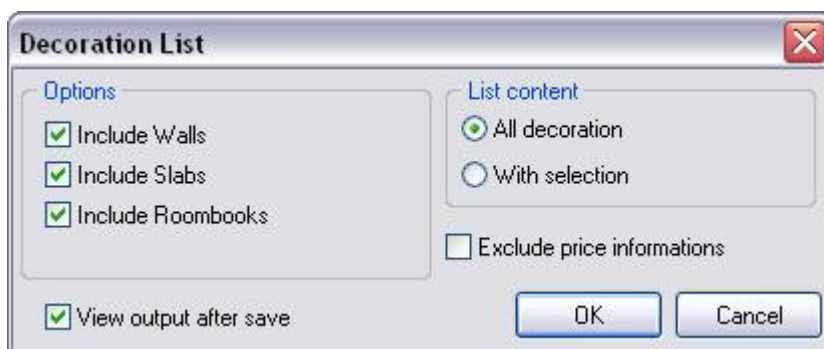 Decoration List
Options
Include Walls
Include Slabs
Include Roombooks
View output after save
List content
All decoration
With selection
Exclude price informations
OK
Cancel